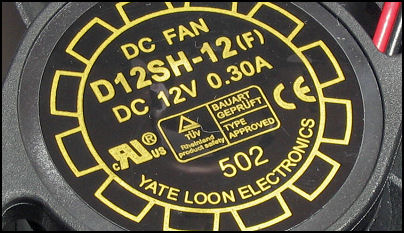 DC FAN
D12SH-12(F)
DC 12V 0.30A
BAUART
GEPRÜFT
TYPE
APPROVED
TÜV
Rheinland
product safety
CE
c RU US ®
502
YATE LOON ELECTRONICS